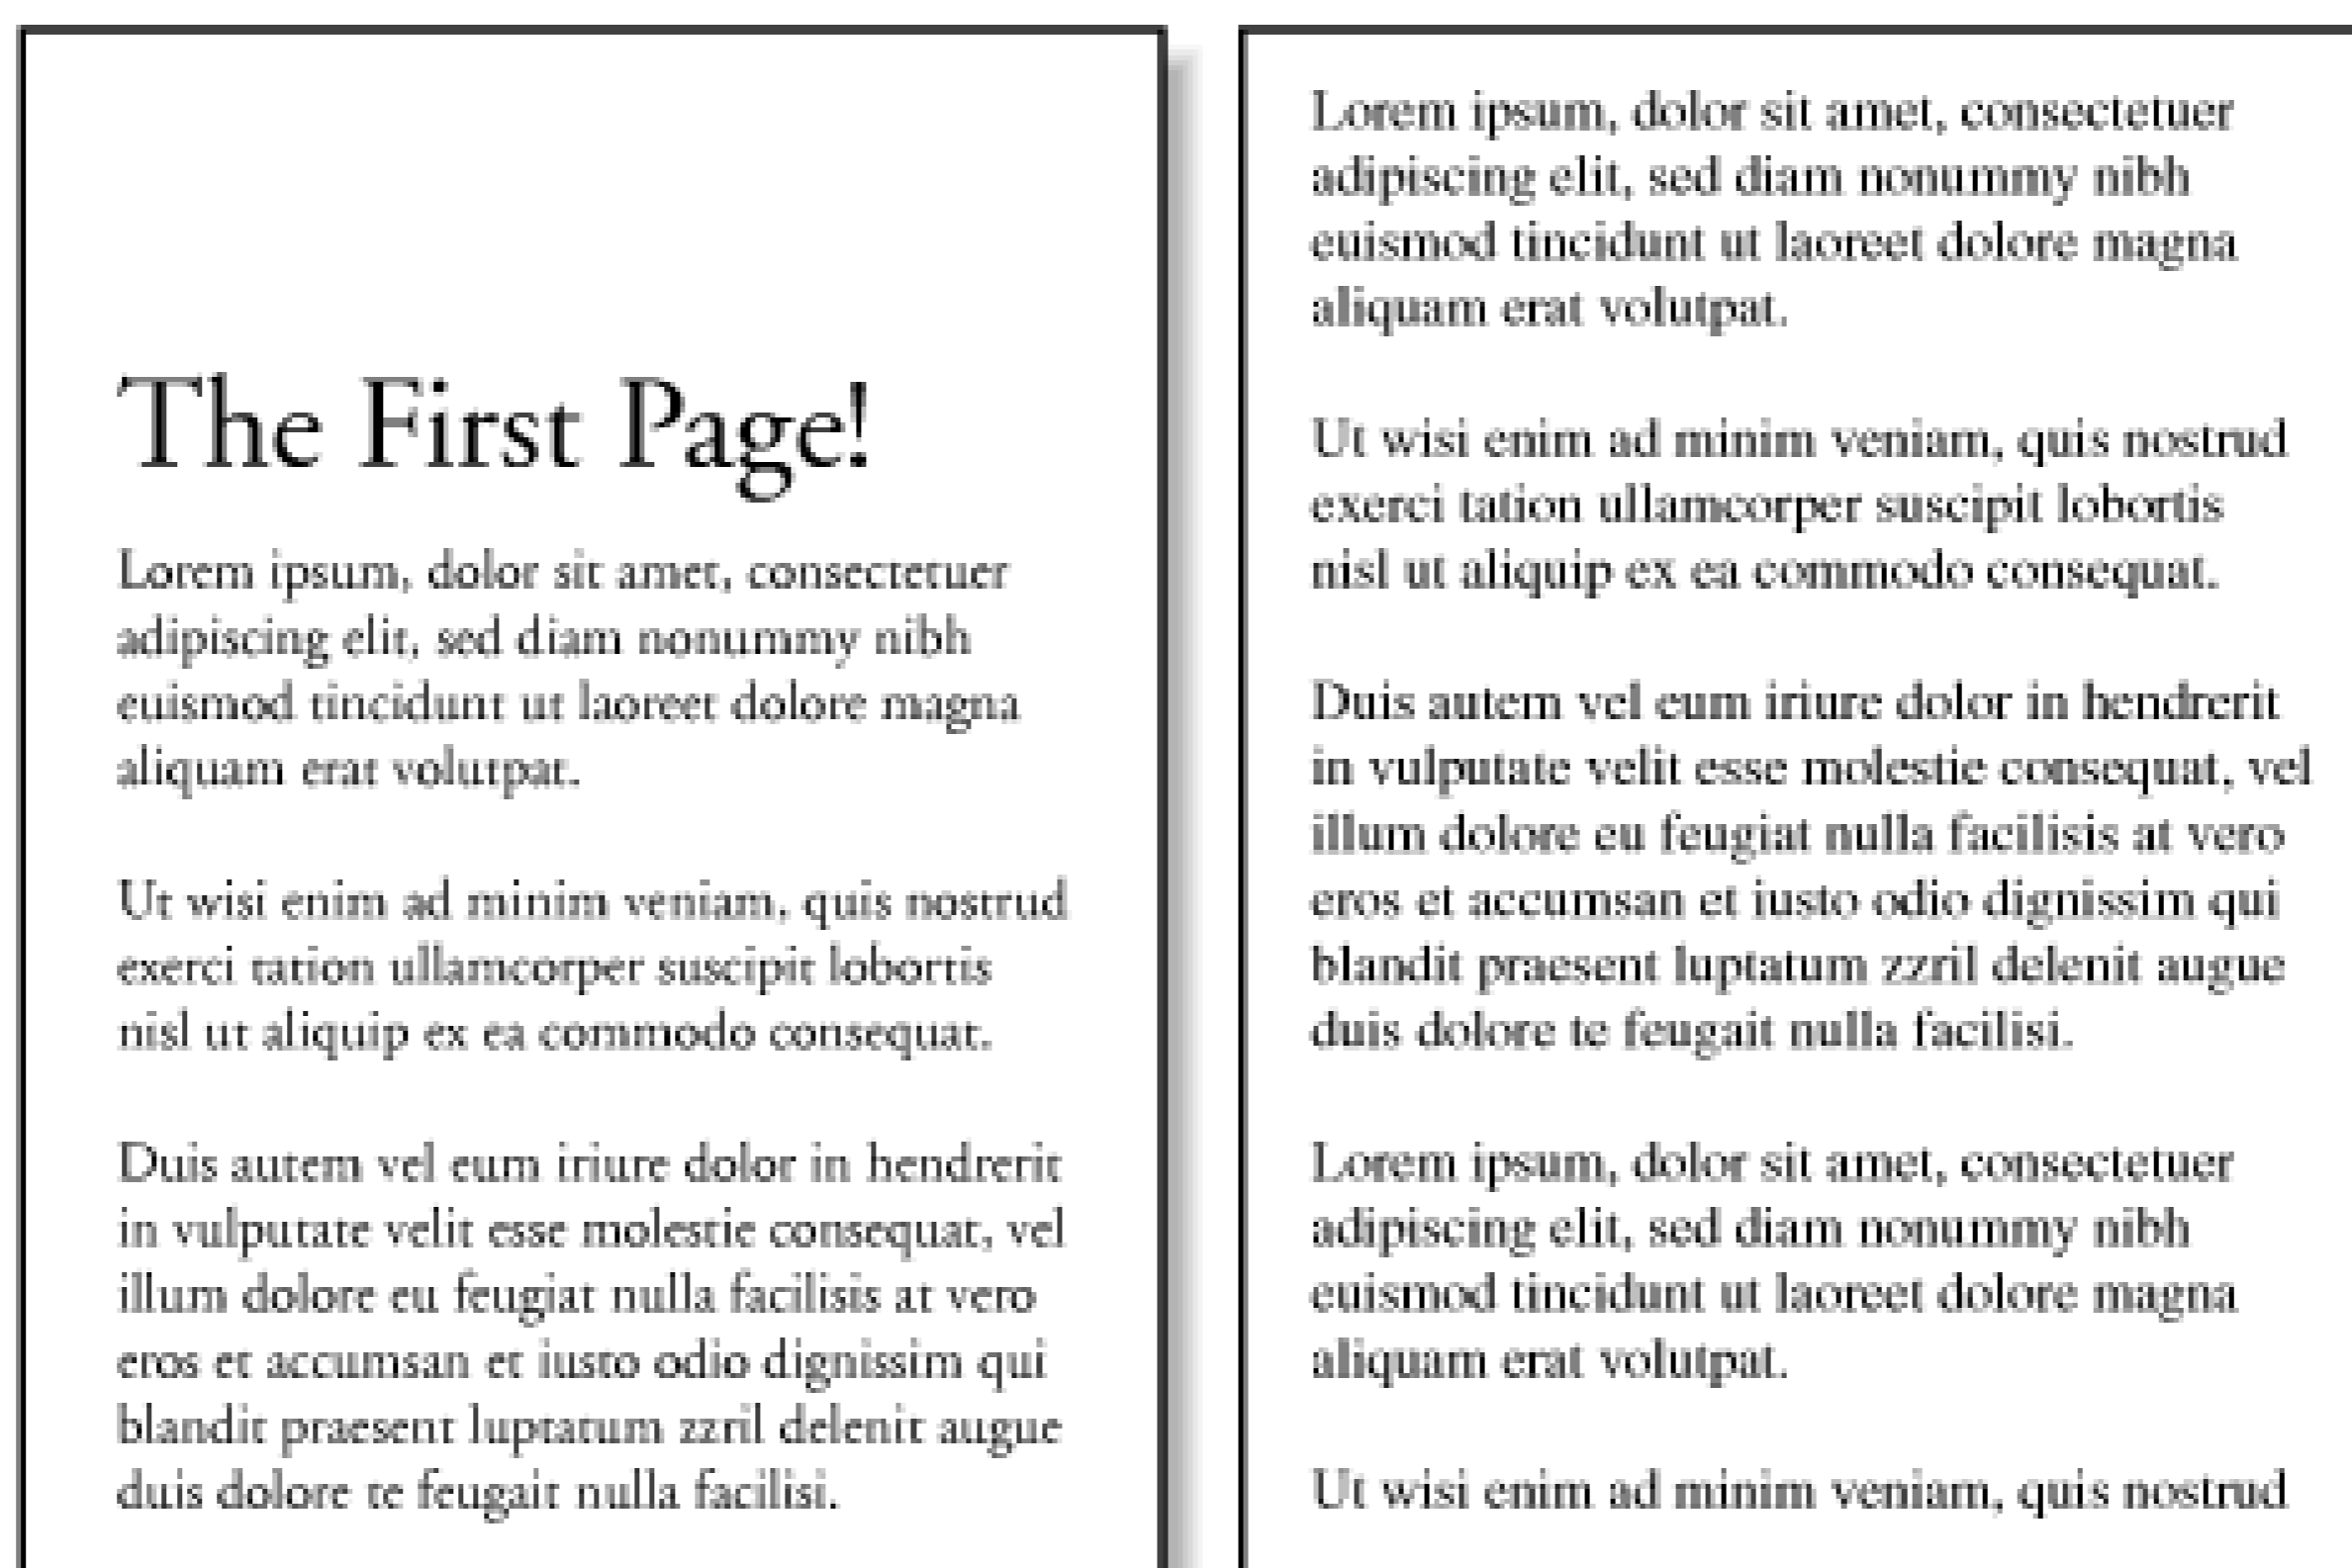 The First Page!
Lorem ipsum, dolor sit amet, consectetuer
adipiscing elit, sed diam nonummy nibh
euismod tincidunt ut laoreet dolore magna
aliquam erat volutpat.
Ut wisi enim ad minim veniam, quis nostrud
exerci tation ullamcorper suscipit lobortis
nisl ut aliquip ex ea commodo consequat.
Duis autem vel eum iriure dolor in hendrerit
in vulputate velit esse molestie consequat, vel
illum dolore eu feugiat nulla facilisis at vero
eros et accumsan et iusto odio dignissim qui
blandit praesent luptatum zzril delenit augue
duis dolore te feugait nulla facilisi.
Lorem ipsum, dolor sit amet, consectetuer
adipiscing elit, sed diam nonummy nibh
euismod tincidunt ut laoreet dolore magna
aliquam erat volutpat.
Ut wisi enim ad minim veniam, quis nostrud
exerci tation ullamcorper suscipit lobortis
nisl ut aliquip ex ea commodo consequat.
Duis autem vel eum iriure dolor in hendrerit
in vulputate velit esse molestie consequat, vel
illum dolore eu feugiat nulla facilisis at vero
eros et accumsan et iusto odio dignissim qui
blandit praesent luptatum zzril delenit augue
duis dolore te feugait nulla facilisi.
Lorem ipsum, dolor sit amet, consectetuer
adipiscing elit, sed diam nonummy nibh
euismod tincidunt ut laoreet dolore magna
aliquam erat volutpat.
Ut wisi enim ad minim veniam, quis nostrud